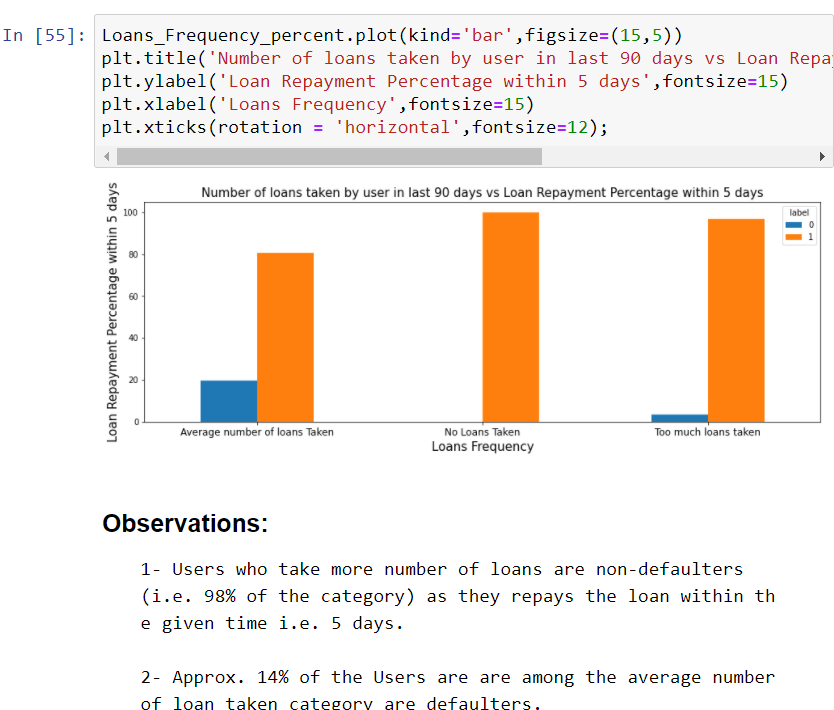 In [55]: Loans_Frequency_percent.plot(kind='bar',figsize=(15,5))
plt.title('Number of loans taken by user in last 90 days vs Loan Repa
plt.ylabel('Loan Repayment Percentage within 5 days',fontsize=15)
plt.xlabel('Loans Frequency',fontsize=15)
plt.xticks(rotation = 'horizontal',fontsize=12);
Number of loans taken by user in last 90 days vs Loan Repayment Percentage within 5 days
Loan Repayment Percentage within 5 days
100
80
60
40
20
0
label
0
1
Average number of loans Taken No Loans Taken Too much loans taken
Loans Frequency
Observations:
1- Users who take more number of loans are non-defaulters
(i.e. 98% of the category) as they repays the loan within th
e given time i.e. 5 days.
2- Approx. 14% of the Users are are among the average number
of loan taken category are defaulters.